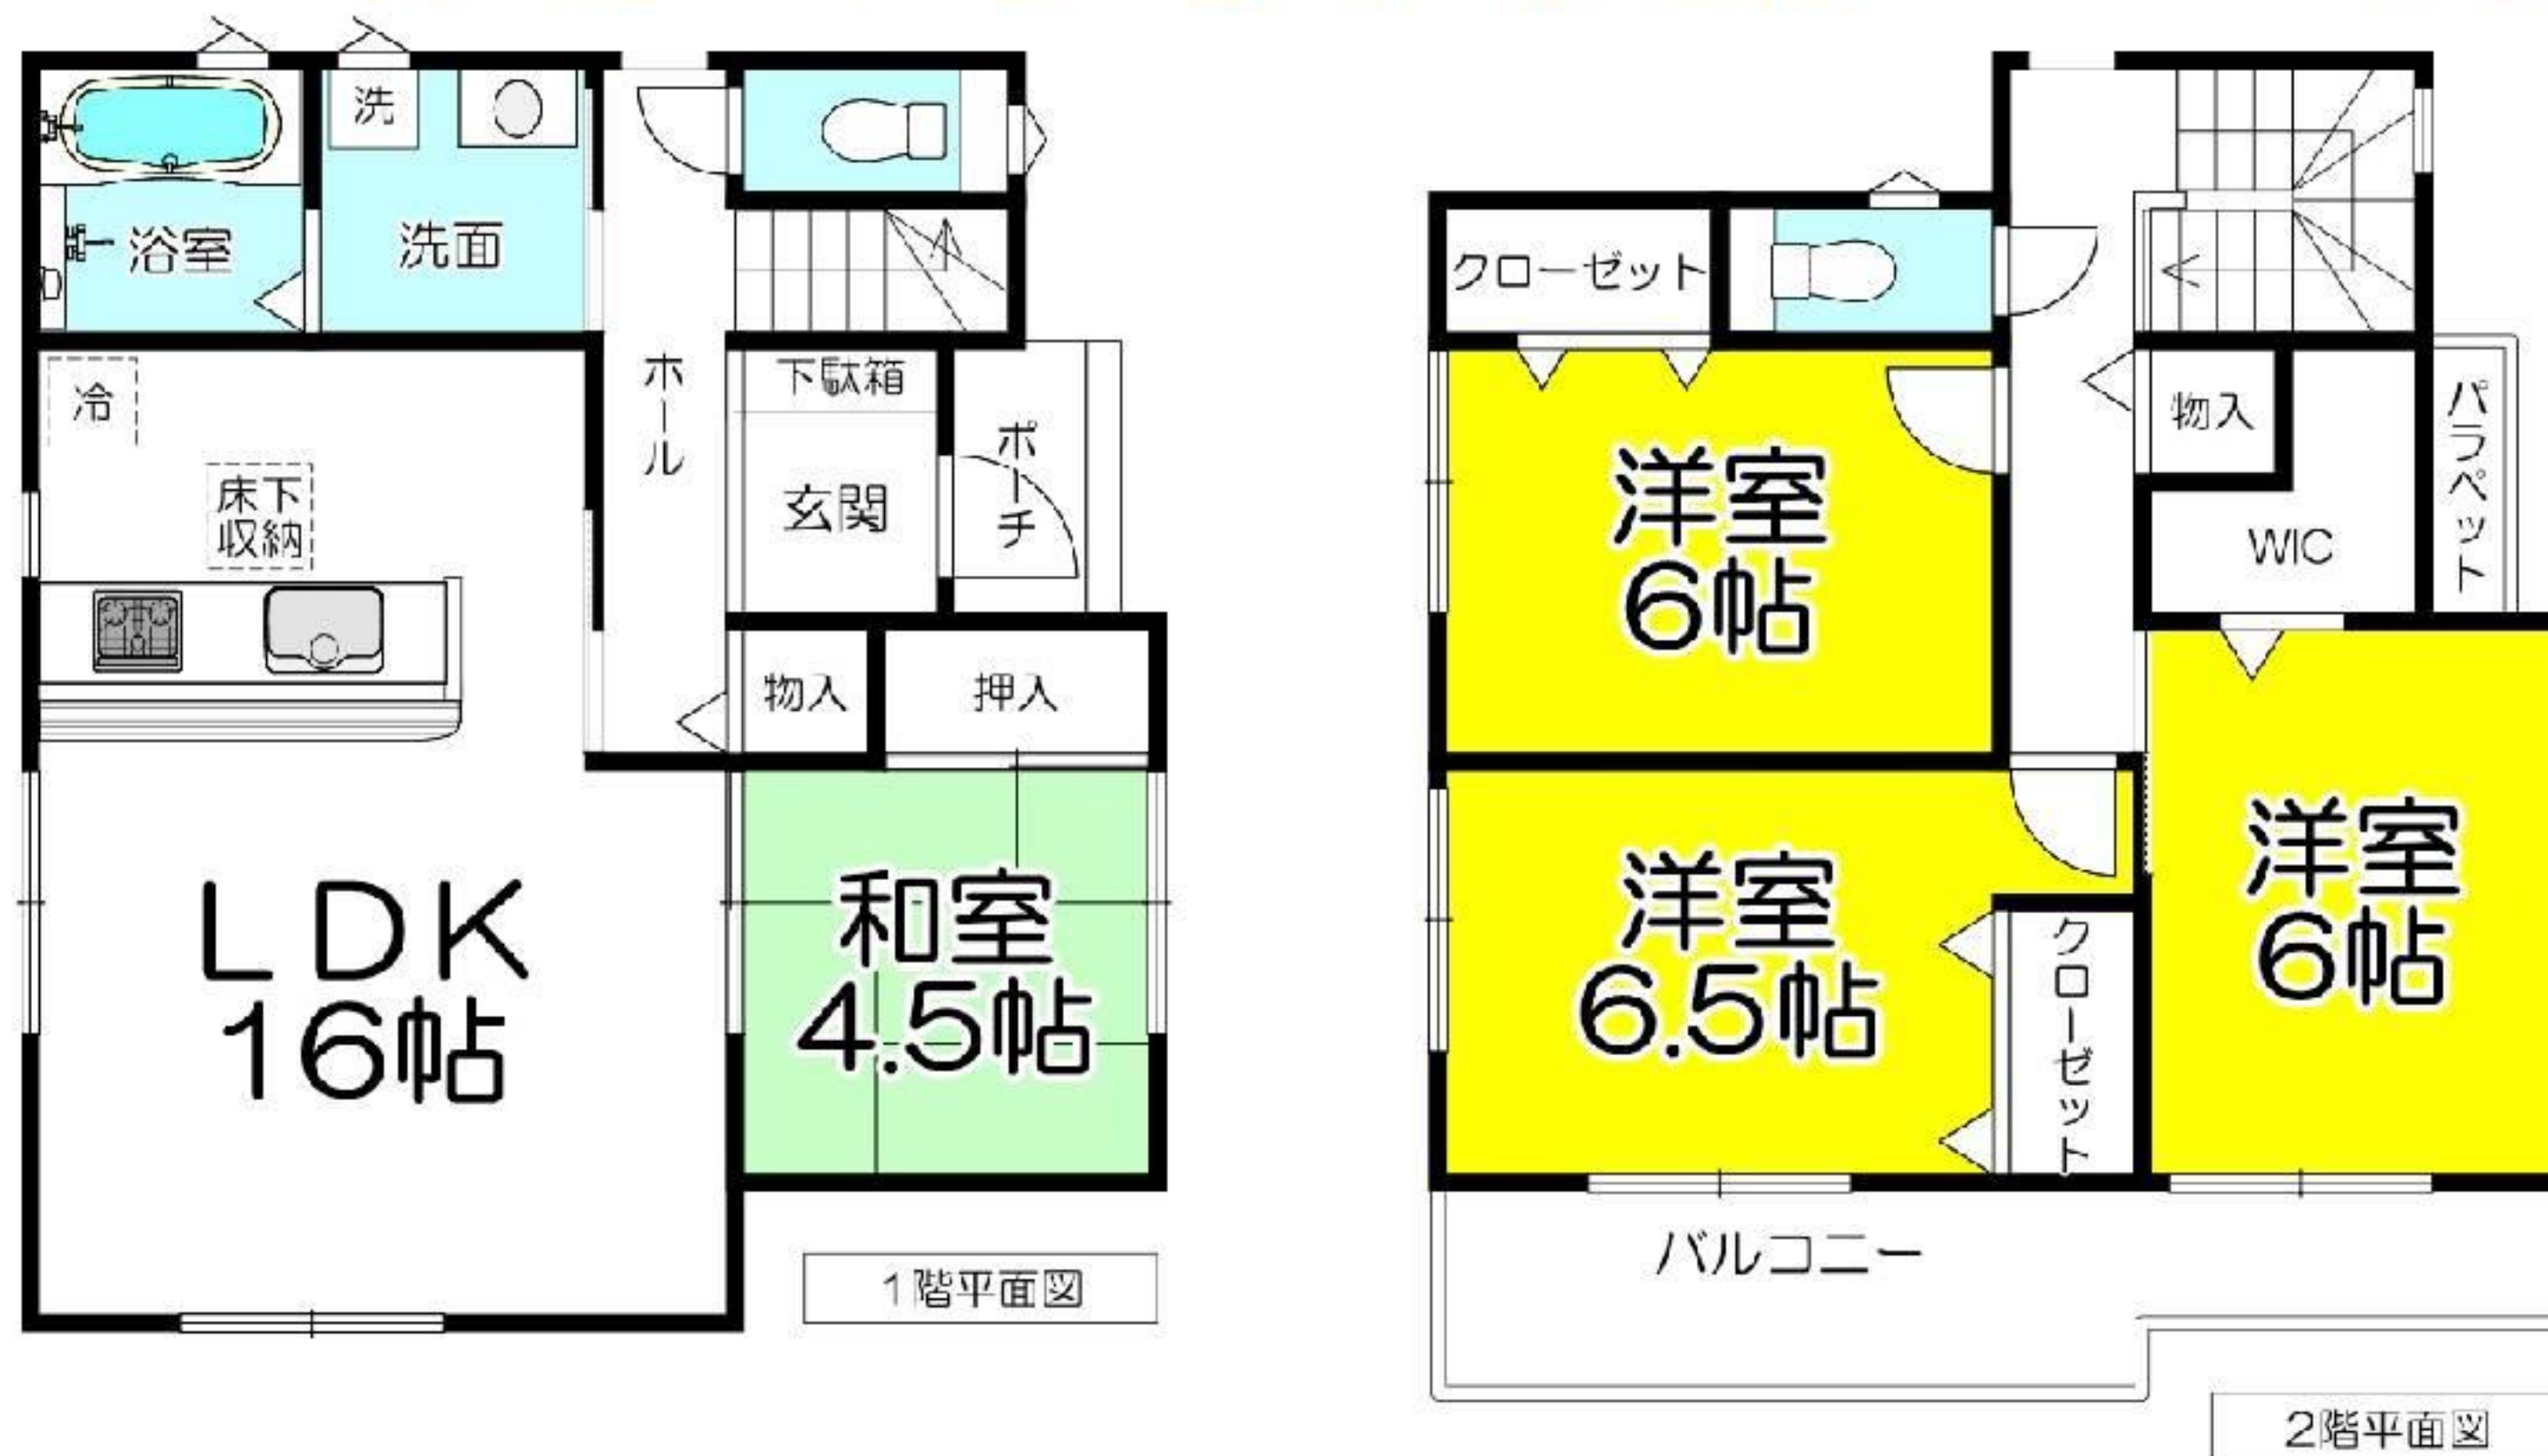 洗
浴室
洗面
冷
床下
収納
ホール
下駄箱
玄関
ポーチ
物入
押入
LDK
16帖
和室
4.5帖
1階平面図
クローゼット
洋室
6帖
物入
パラペット
WIC
洋室
6.5帖
クローゼット
洋室
6帖
バルコニー
2階平面図